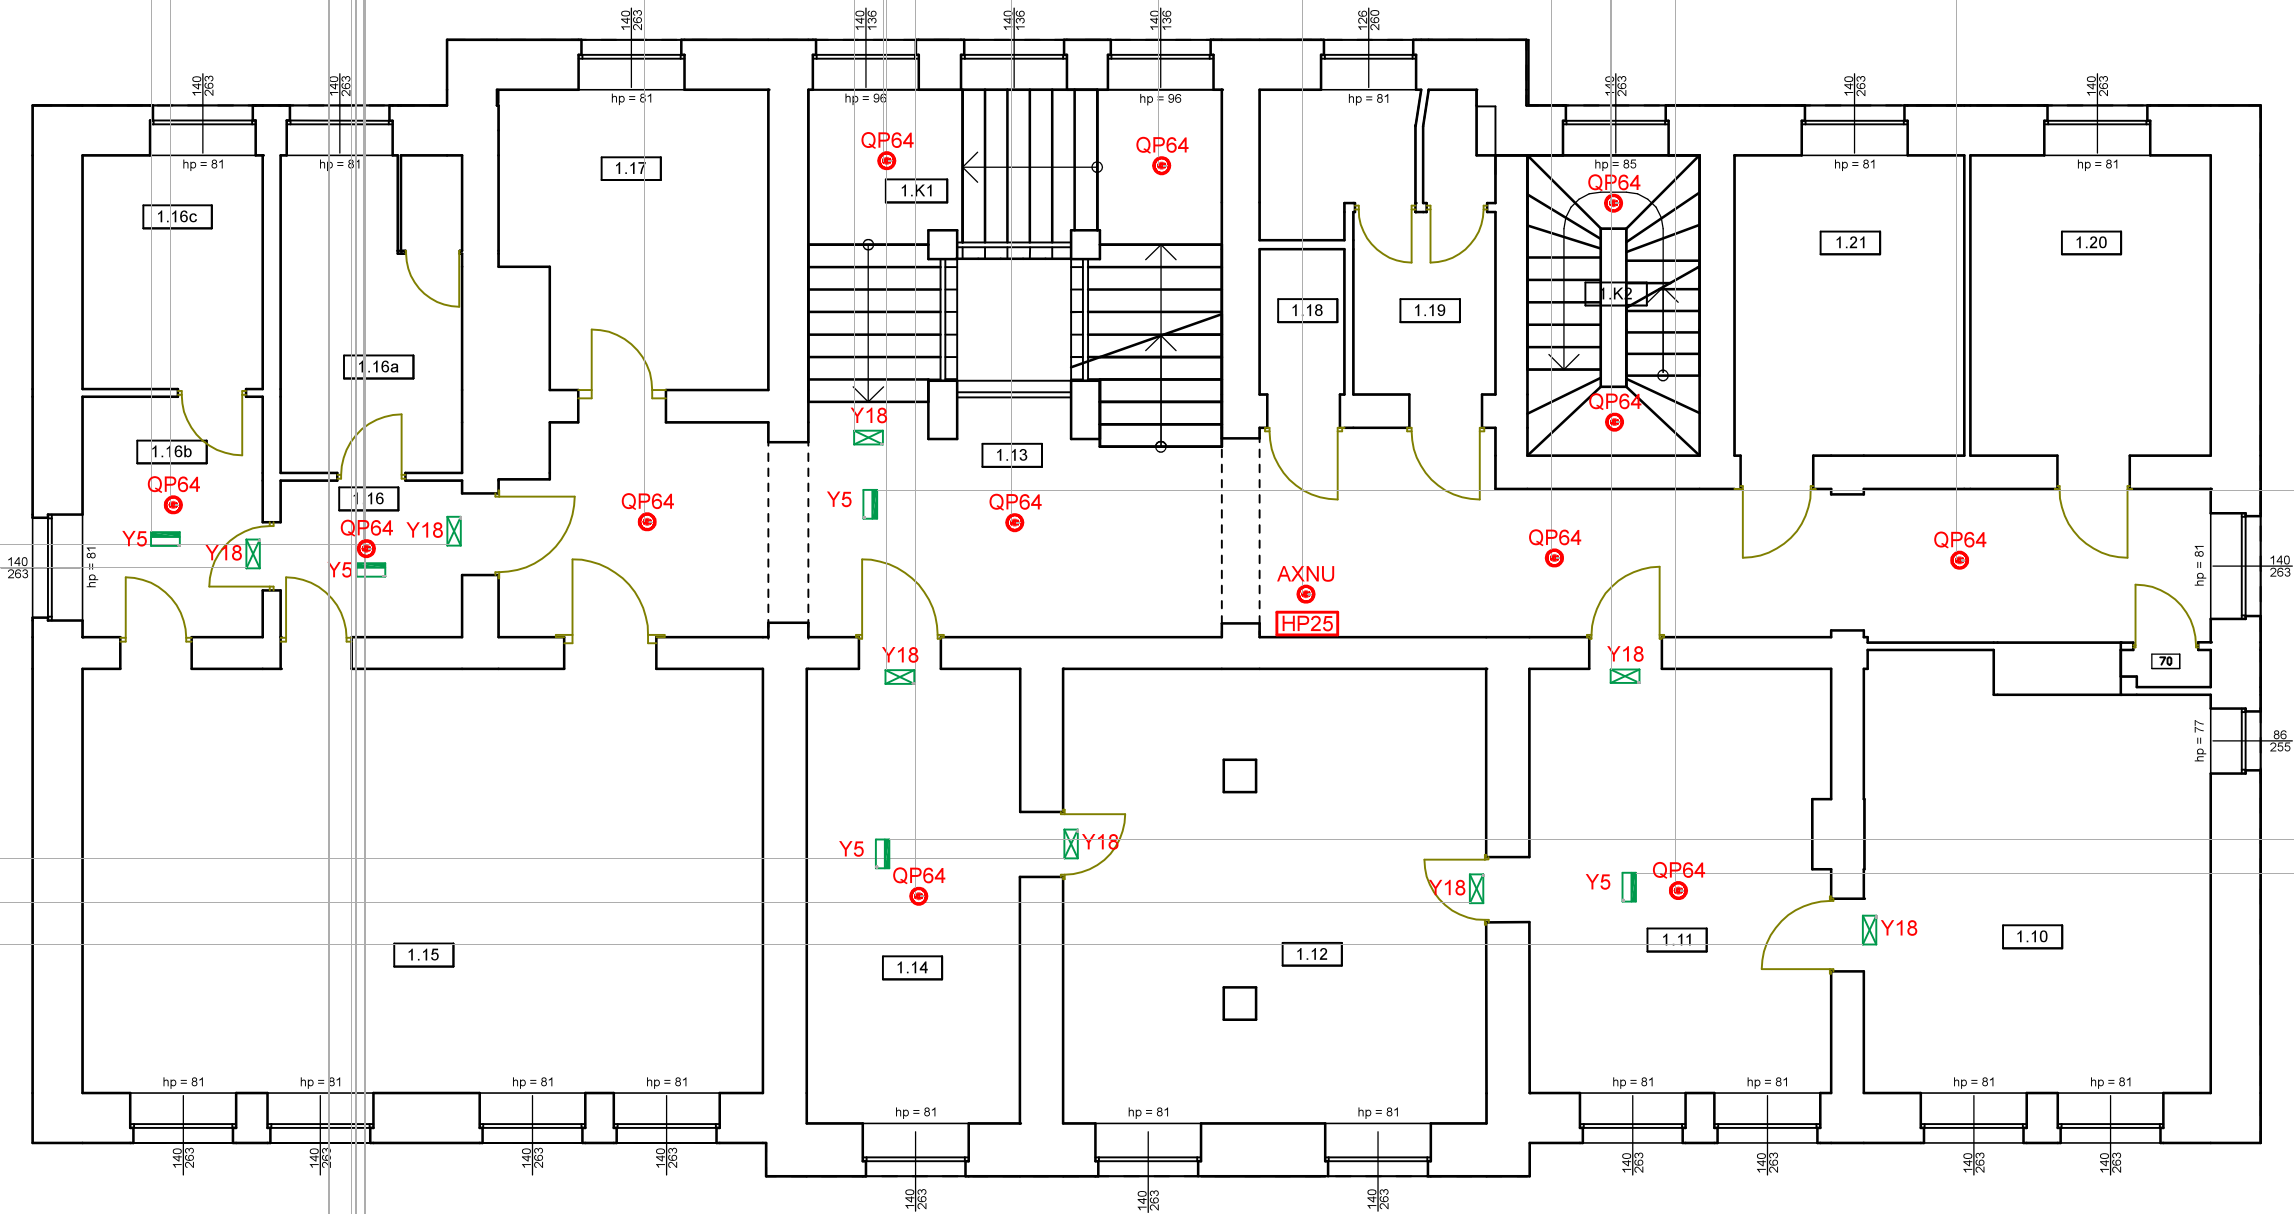 140
263
140
136
140
136
140
136
126
260
140
263
140
263
140
263
140
263
140
263
hp = 81
hp = 96
hp = 96
hp = 81
hp = 81
hp = 81
hp = 85
hp = 81
hp = 81
QP64
QP64
QP64
1.17
1.K1
1.16c
1.21
1.20
1.K2
1.18
1.19
1.16a
QP64
Y18
1.16b
1.13
QP64
1.16
Y5
QP64
QP64
QP64
Y5
Y18
QP64
Y18
QP64
QP64
140
263
hp = 81
Y5
AXNU
HP25
hp = 81
140
263
Y18
Y18
70
hp = 77
86
255
Y5
Y18
QP64
Y18
Y5
QP64
Y18
1.15
1.14
1.12
1.11
1.10
hp = 81
hp = 81
hp = 81
hp = 81
hp = 81
hp = 81
hp = 81
hp = 81
hp = 81
hp = 81
hp = 81
140
263
140
263
140
263
140
263
140
263
140
263
140
263
140
263
140
263
140
263
140
263